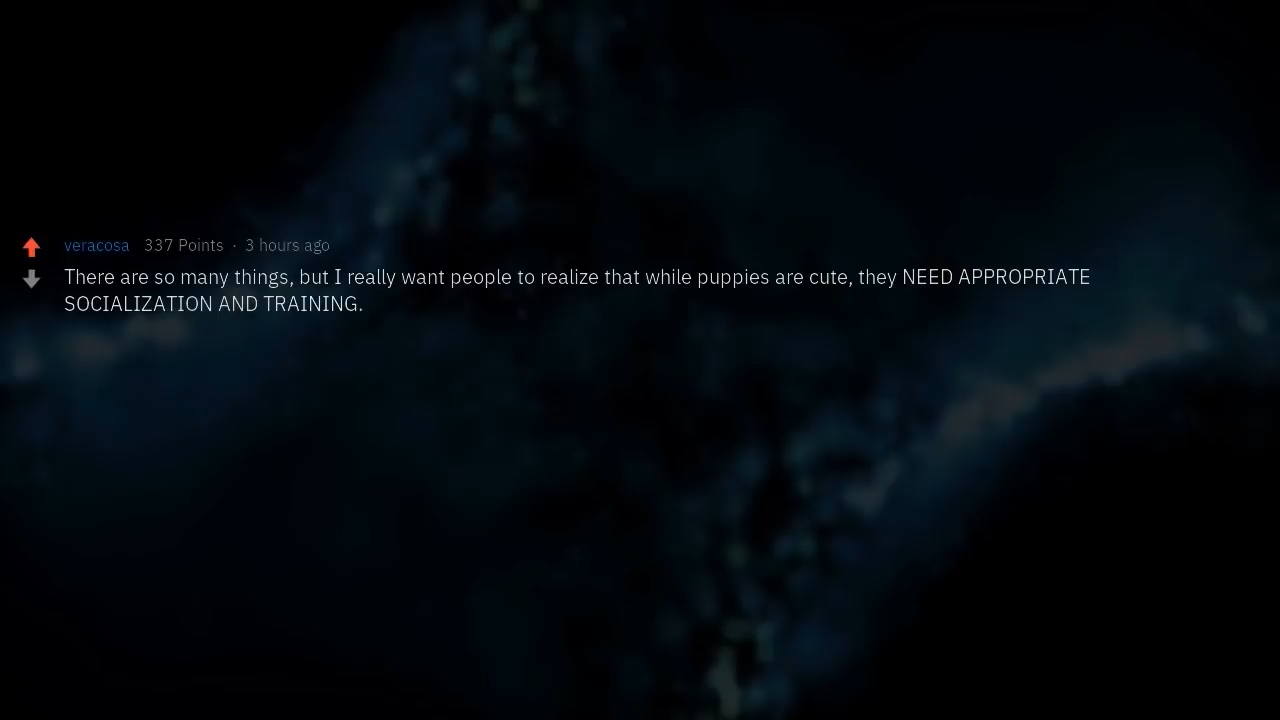 veracosa 337 Points · 3 hours ago
There are so many things, but I really want people to realize that while puppies are cute, they NEED APPROPRIATE
SOCIALIZATION AND TRAINING.